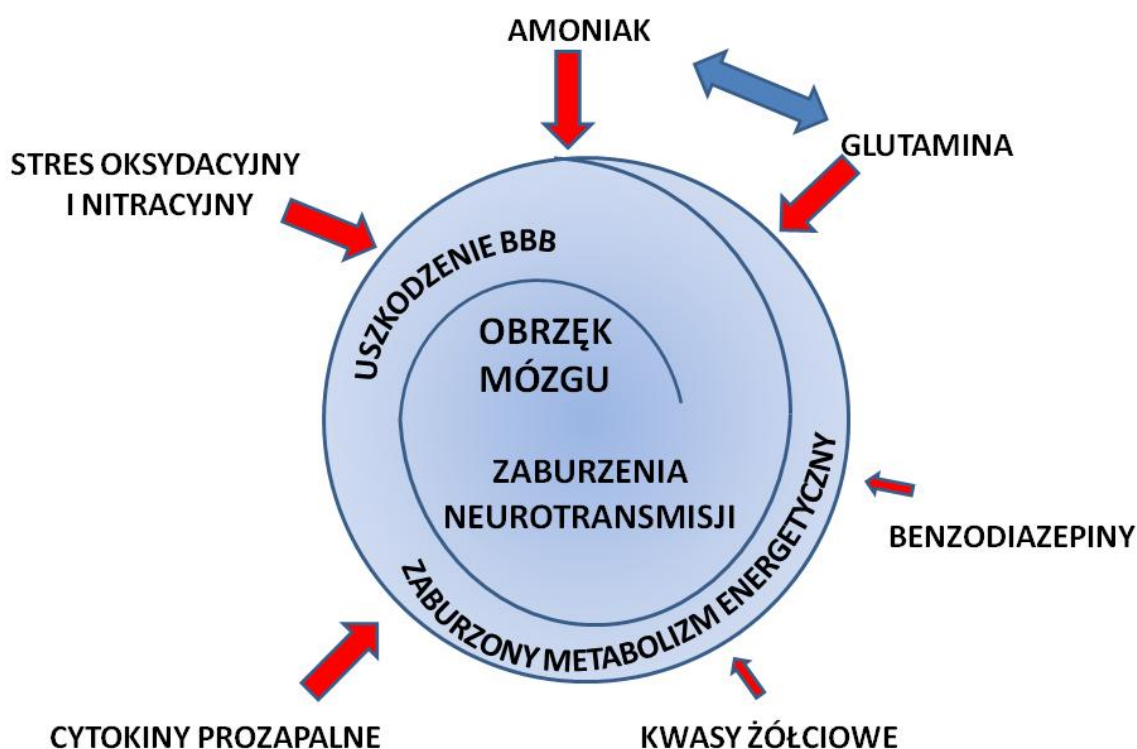 AMONIAK
GLUTAMINA
STRES OKSYDACYJNY
I NITRACYJNY
USZKODZENIE BBB
OBRZĘK
MÓZGU
ZABURZENIA
NEUROTRANSMISJI
ZABURZONY METABOLIZM ENERGETYCZNY
BENZODIAZEPINY
CYTOKINY PROZAPALNE
KWASY ŻÓŁCIOWE